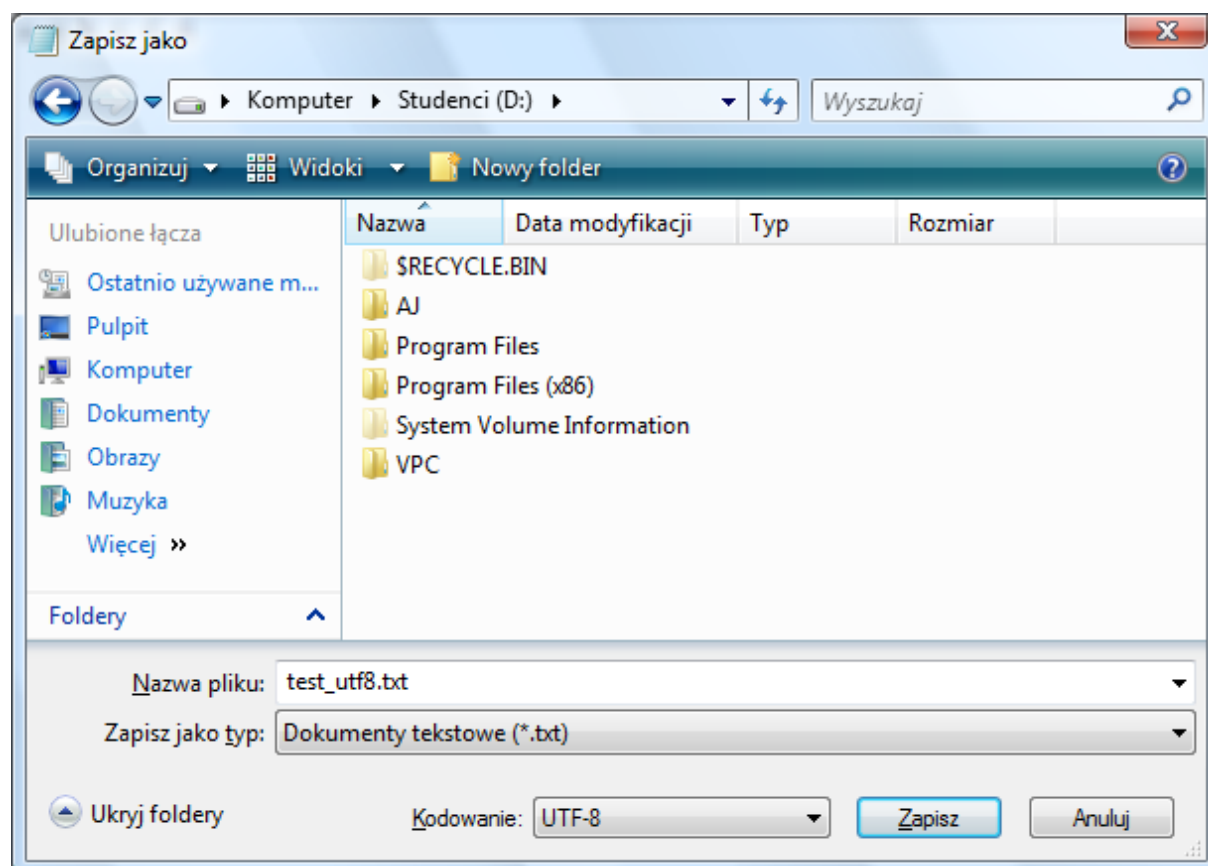 Zapisz jako
Komputer Studenci (D:) Wyszukaj
Organizuj Widoki Nowy folder
Ulubione łącza
Ostatnio używane m...
Pulpit
Komputer
Dokumenty
Obrazy
Muzyka
Więcej »
Foldery
Nazwa Data modyfikacji Typ Rozmiar
$RECYCLE.BIN
AJ
Program Files
Program Files (x86)
System Volume Information
VPC
Nazwa pliku: test_utf8.txt
Zapisz jako typ: Dokumenty tekstowe (*.txt)
Ukryj foldery Kodowanie: UTF-8 Zapisz Anuluj